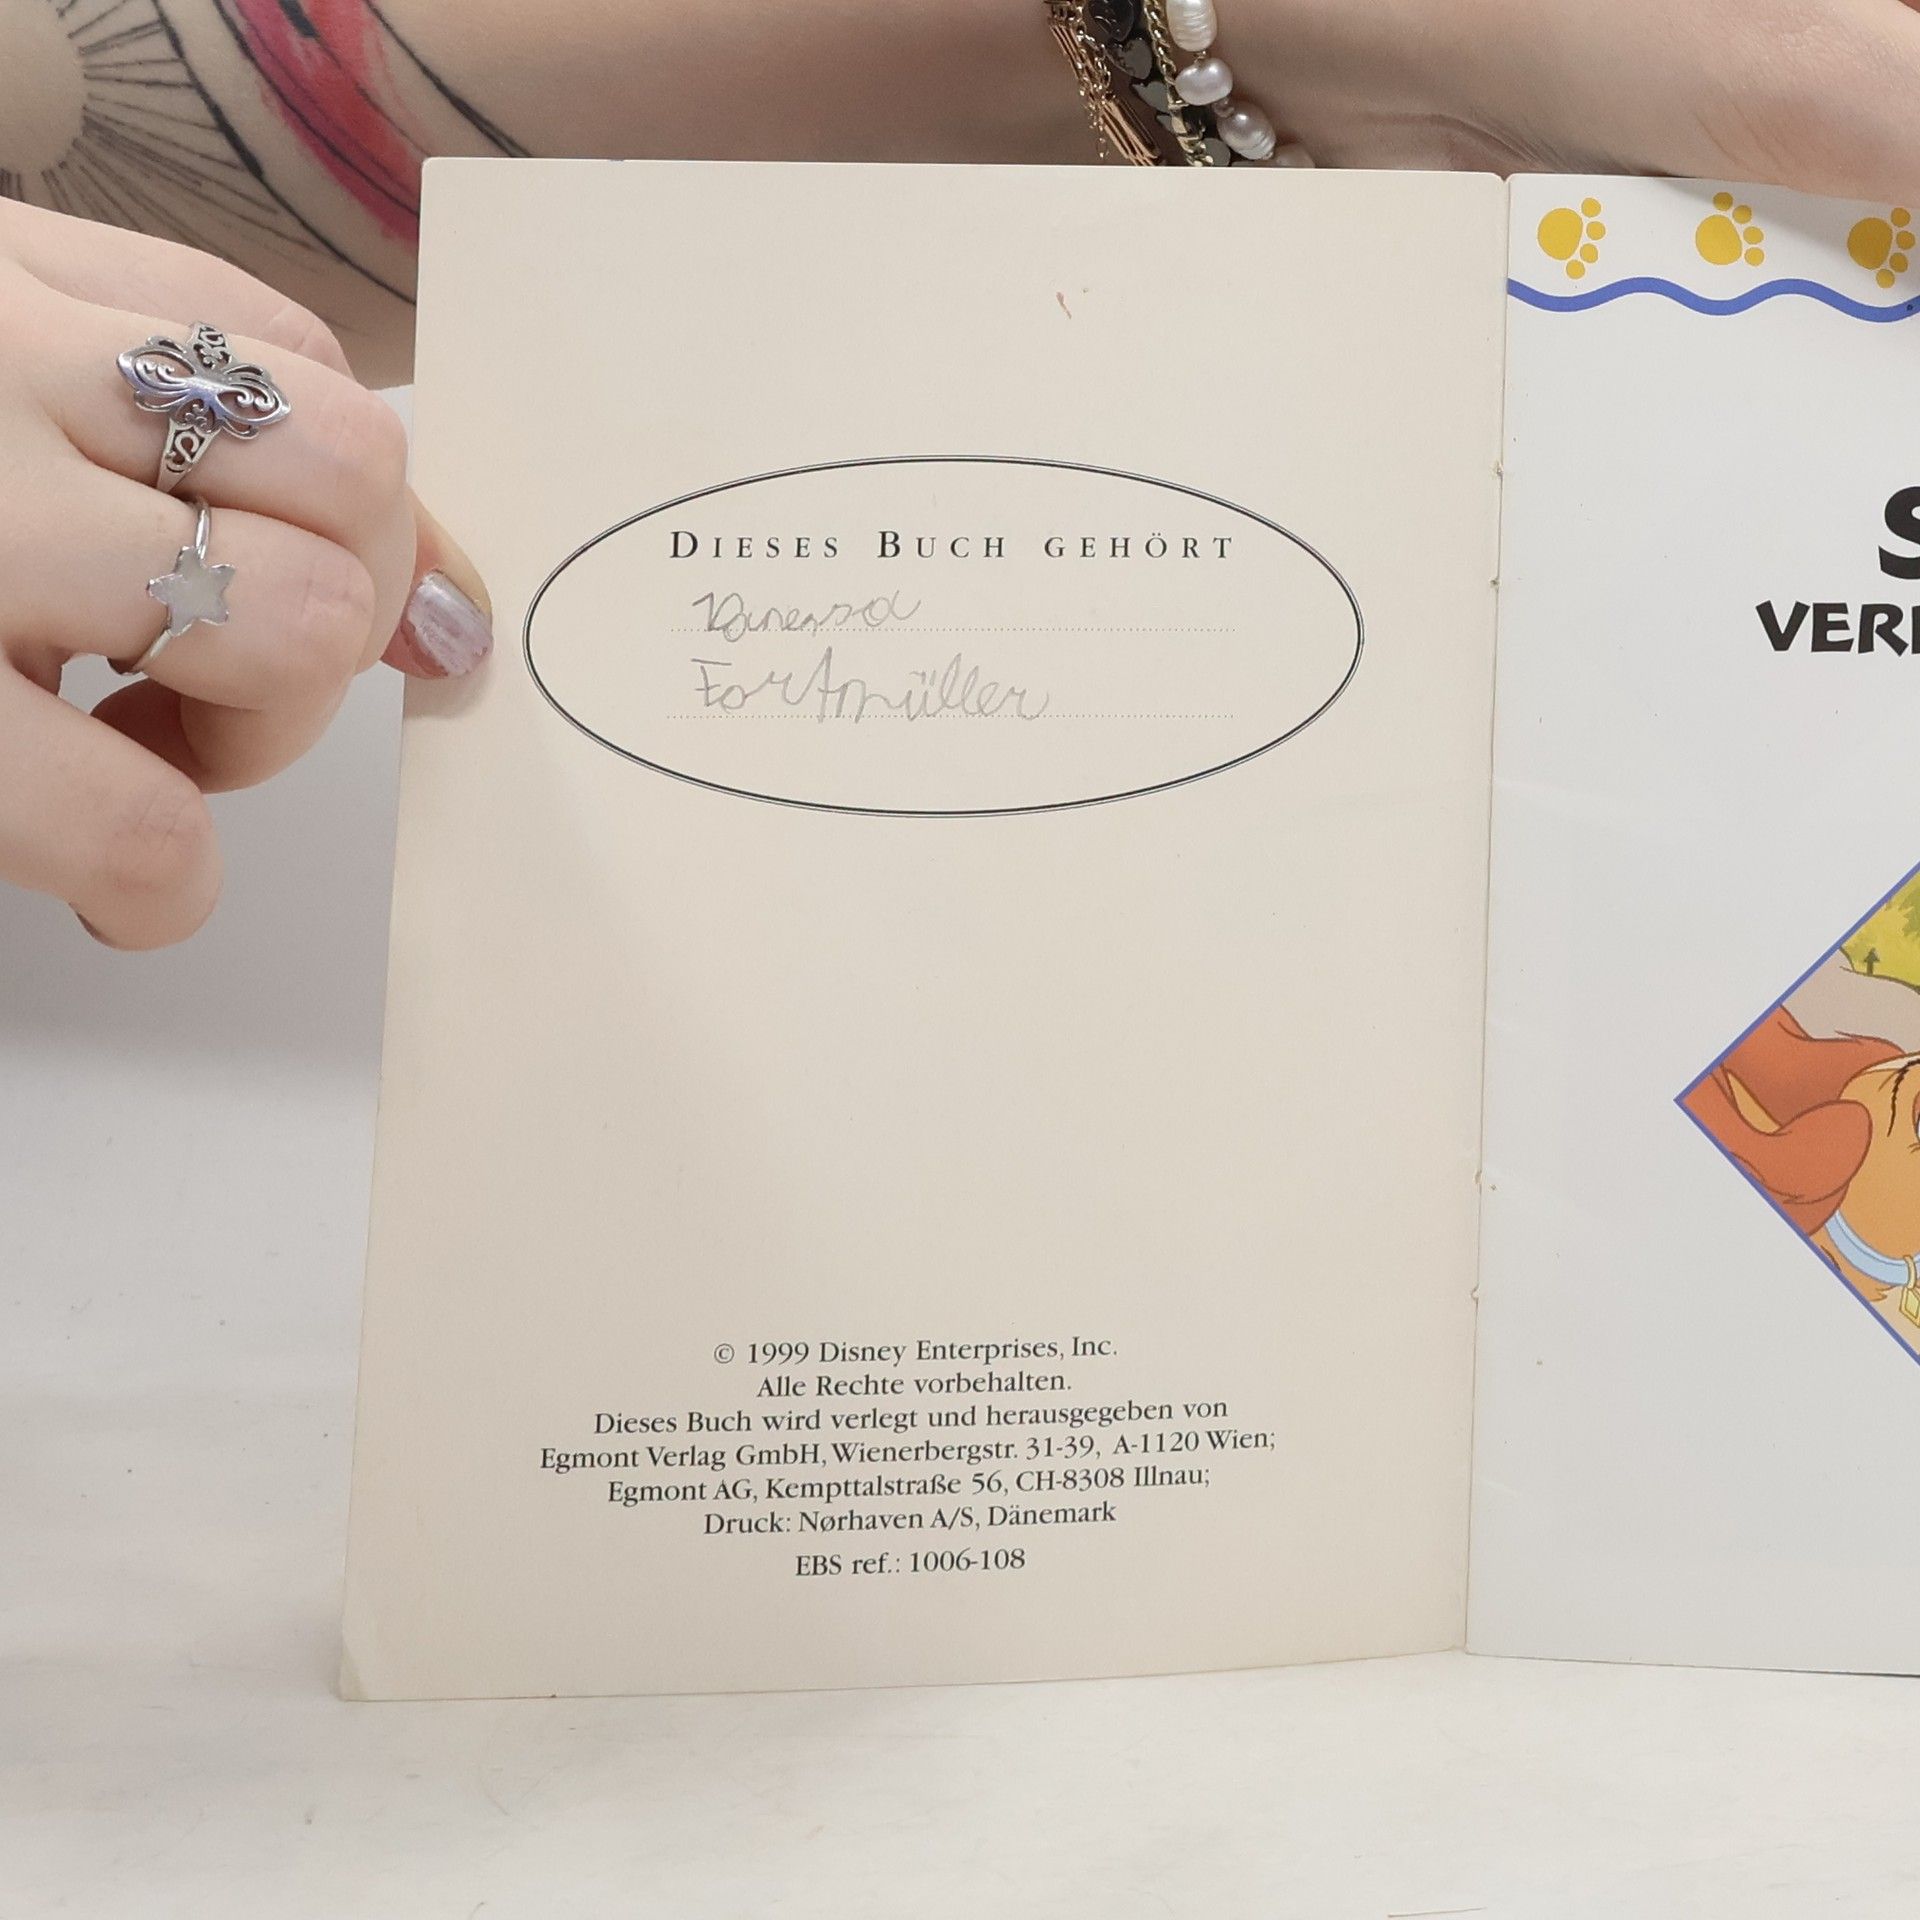 DIESES BUCH GEHÖRT
Vanessa
Fortmüller
© 1999 Disney Enterprises, Inc.
Alle Rechte vorbehalten.
Dieses Buch wird verlegt und herausgegeben von
Egmont Verlag GmbH, Wienerbergstr. 31-39, A-1120 Wien;
Egmont AG, Kempttalstraße 56, CH-8308 Illnau;
Druck: Nørhaven A/S, Dänemark
EBS ref.: 1006-108
S
VER